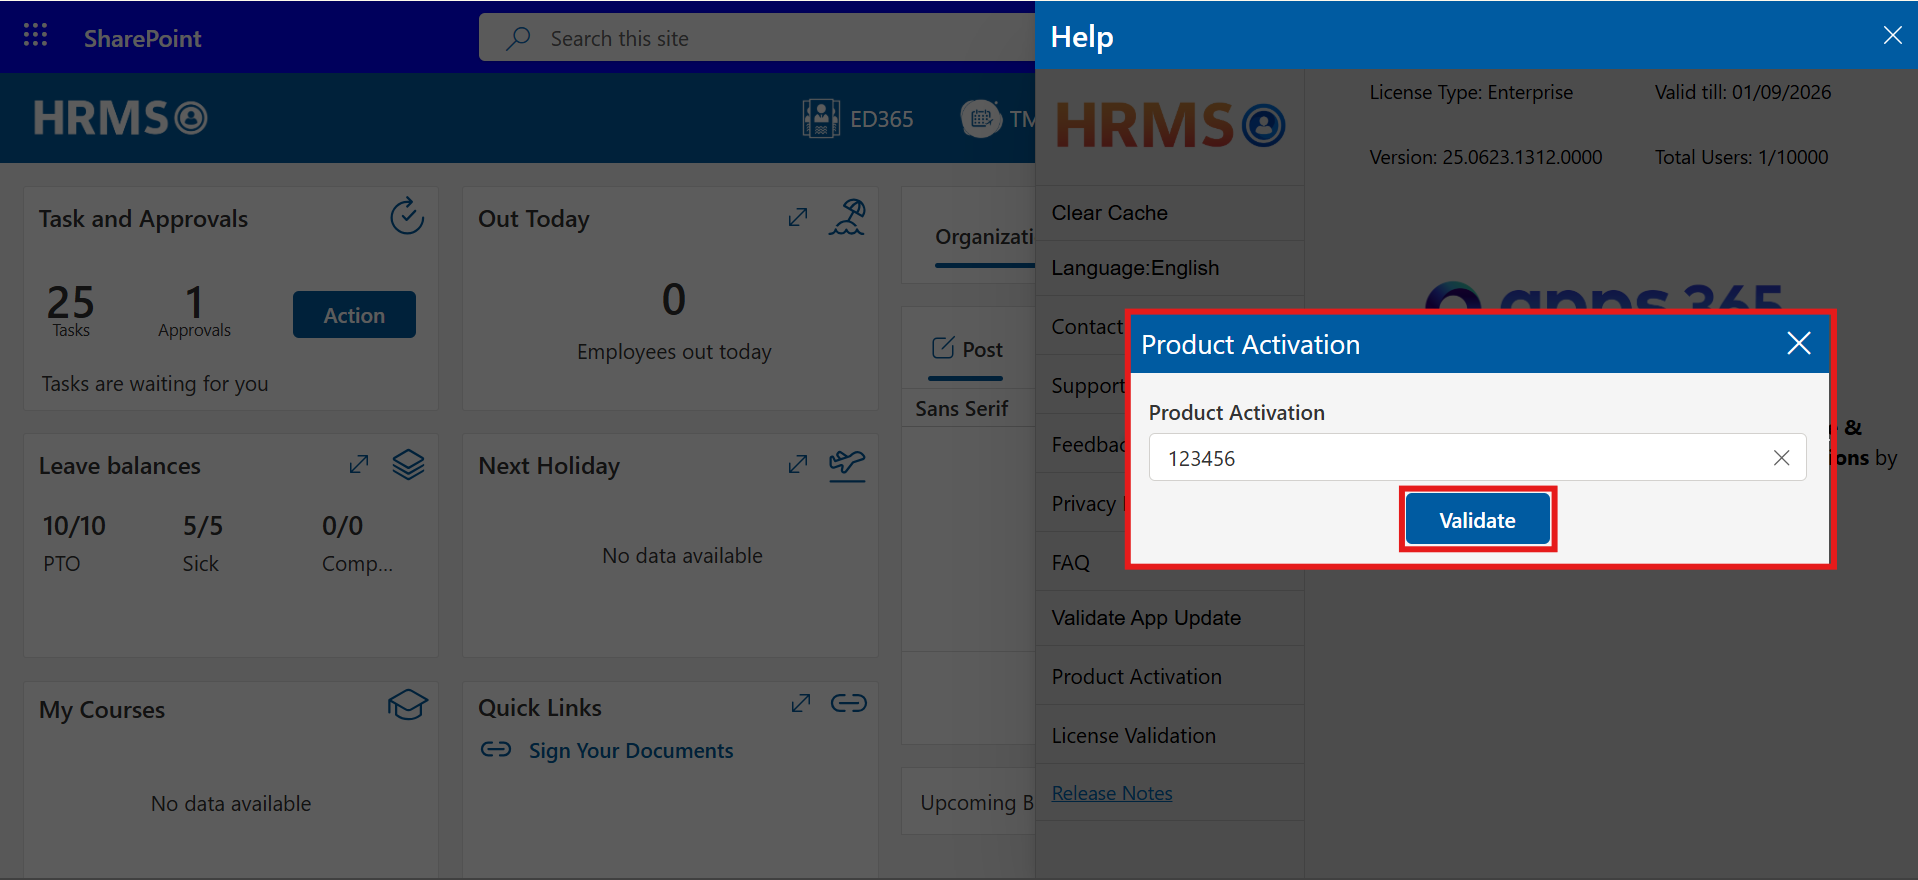 SharePoint
Search this site
Help
HRMS
ED365
TM
HRMS
License Type: Enterprise
Valid till: 01/09/2026
Version: 25.0623.1312.0000
Total Users: 1/10000
Task and Approvals
25
Tasks
1
Approvals
Action
Tasks are waiting for you
Out Today
0
Employees out today
Organizati
Post
Sans Serif
Leave balances
10/10
PTO
5/5
Sick
0/0
Comp...
Next Holiday
No data available
My Courses
No data available
Quick Links
Sign Your Documents
Upcoming B
Clear Cache
Language:English
Contact
Support
Feedbac
Privacy
FAQ
Validate App Update
Product Activation
License Validation
Release Notes
apps 365
&
ions by
Product Activation
Product Activation
123456
Validate